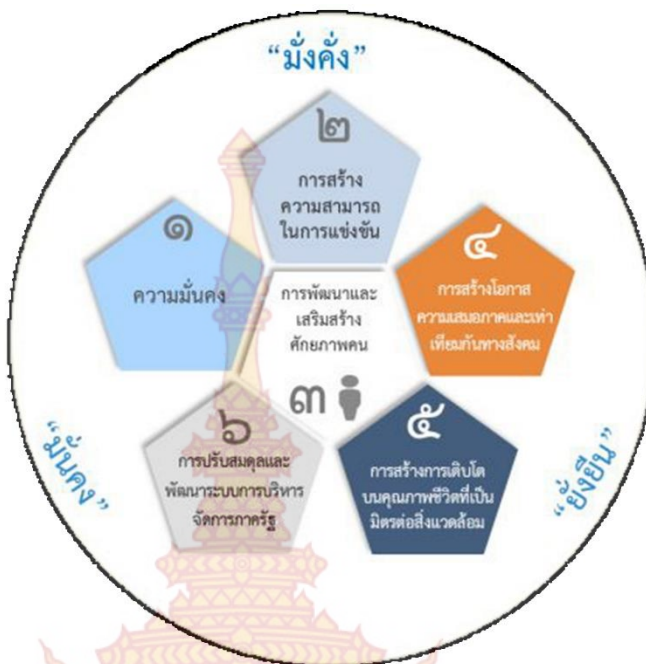 “มั่งคั่ง”
๒
การสร้าง
ความสามารถ
ในการแข่งขัน
๑
ความมั่นคง
๔
การสร้างโอกาส
ความเสมอภาคและเท่า
เทียมกันทางสังคม
การพัฒนาและ
เสริมสร้าง
ศักยภาพคน
๓
๖
การปรับสมดุลและ
พัฒนาระบบการบริหาร
จัดการภาครัฐ
๕
การสร้างการเติบโต
บนคุณภาพชีวิตที่เป็น
มิตรต่อสิ่งแวดล้อม
“มั่นคง”
“ยั่งยืน”